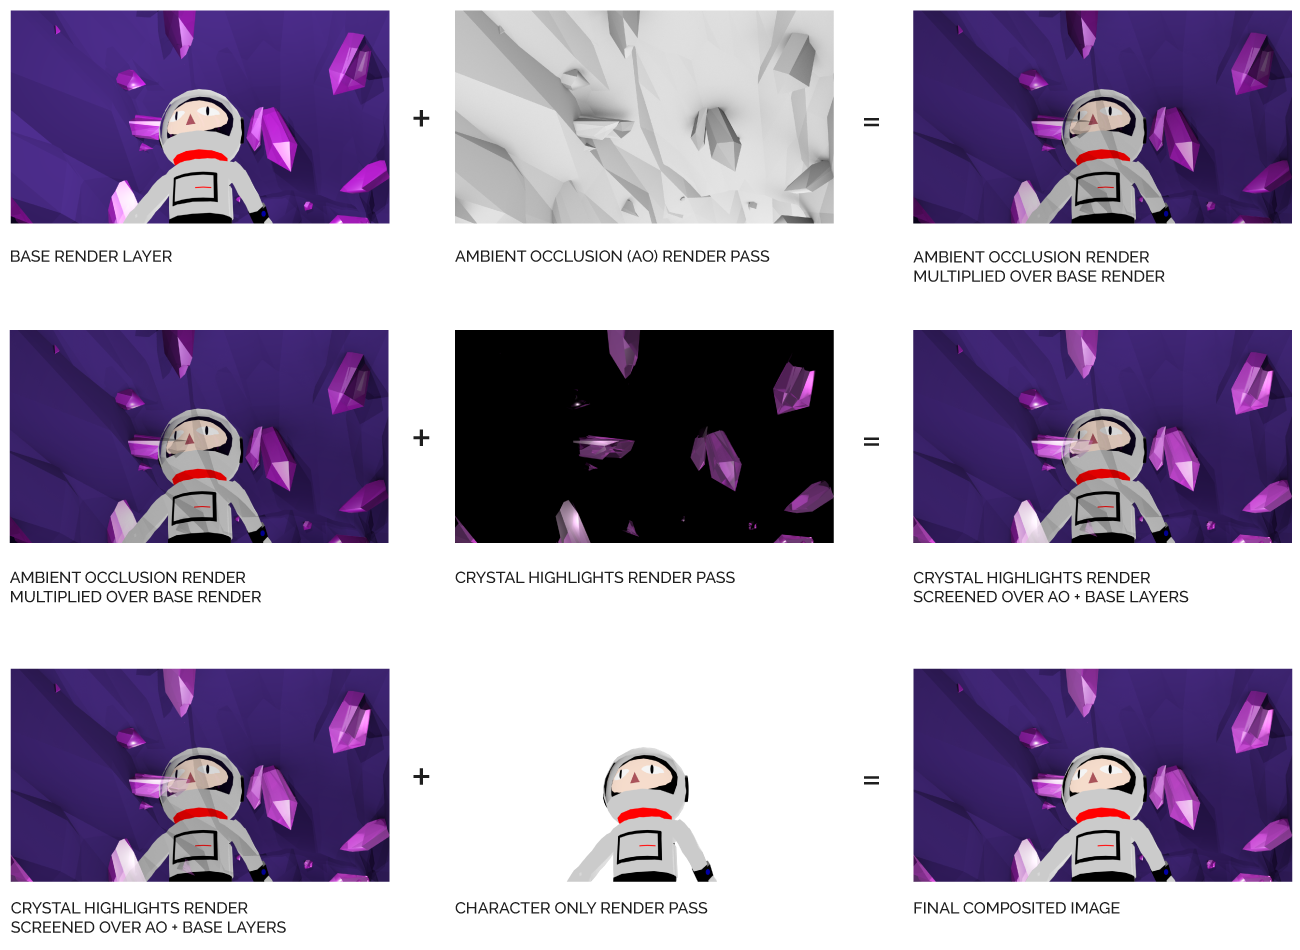 +
=
BASE RENDER LAYER
AMBIENT OCCLUSION (AO) RENDER PASS
AMBIENT OCCLUSION RENDER
MULTIPLIED OVER BASE RENDER
+
=
AMBIENT OCCLUSION RENDER
MULTIPLIED OVER BASE RENDER
CRYSTAL HIGHLIGHTS RENDER PASS
CRYSTAL HIGHLIGHTS RENDER
SCREENED OVER AO + BASE LAYERS
+
=
CRYSTAL HIGHLIGHTS RENDER
SCREENED OVER AO + BASE LAYERS
CHARACTER ONLY RENDER PASS
FINAL COMPOSITED IMAGE